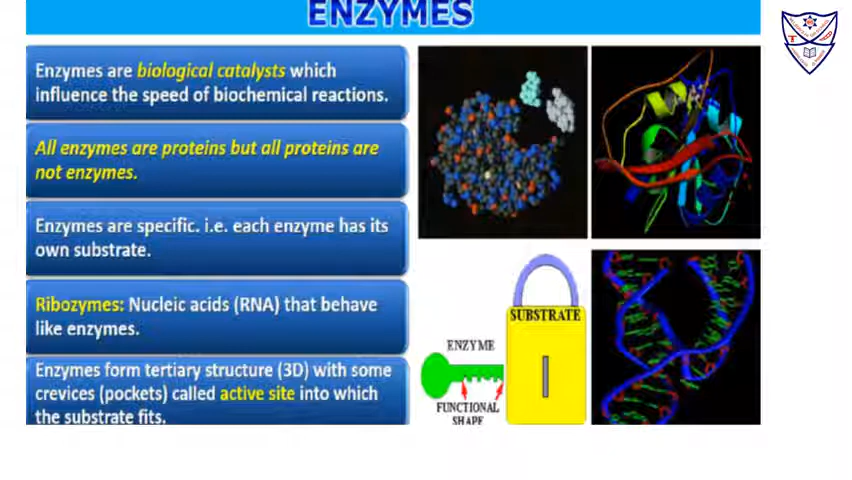 ENZYMES
Enzymes are biological catalysts which
influence the speed of biochemical reactions.
All enzymes are proteins but all proteins are
not enzymes.
Enzymes are specific. i.e. each enzyme has its
own substrate.
Ribozymes: Nucleic acids (RNA) that behave
like enzymes.
Enzymes form tertiary structure (3D) with some
crevices (pockets) called active site into which
the substrate fits.
SUBSTRATE
ENZYME
FUNCTIONAL
SHAPE